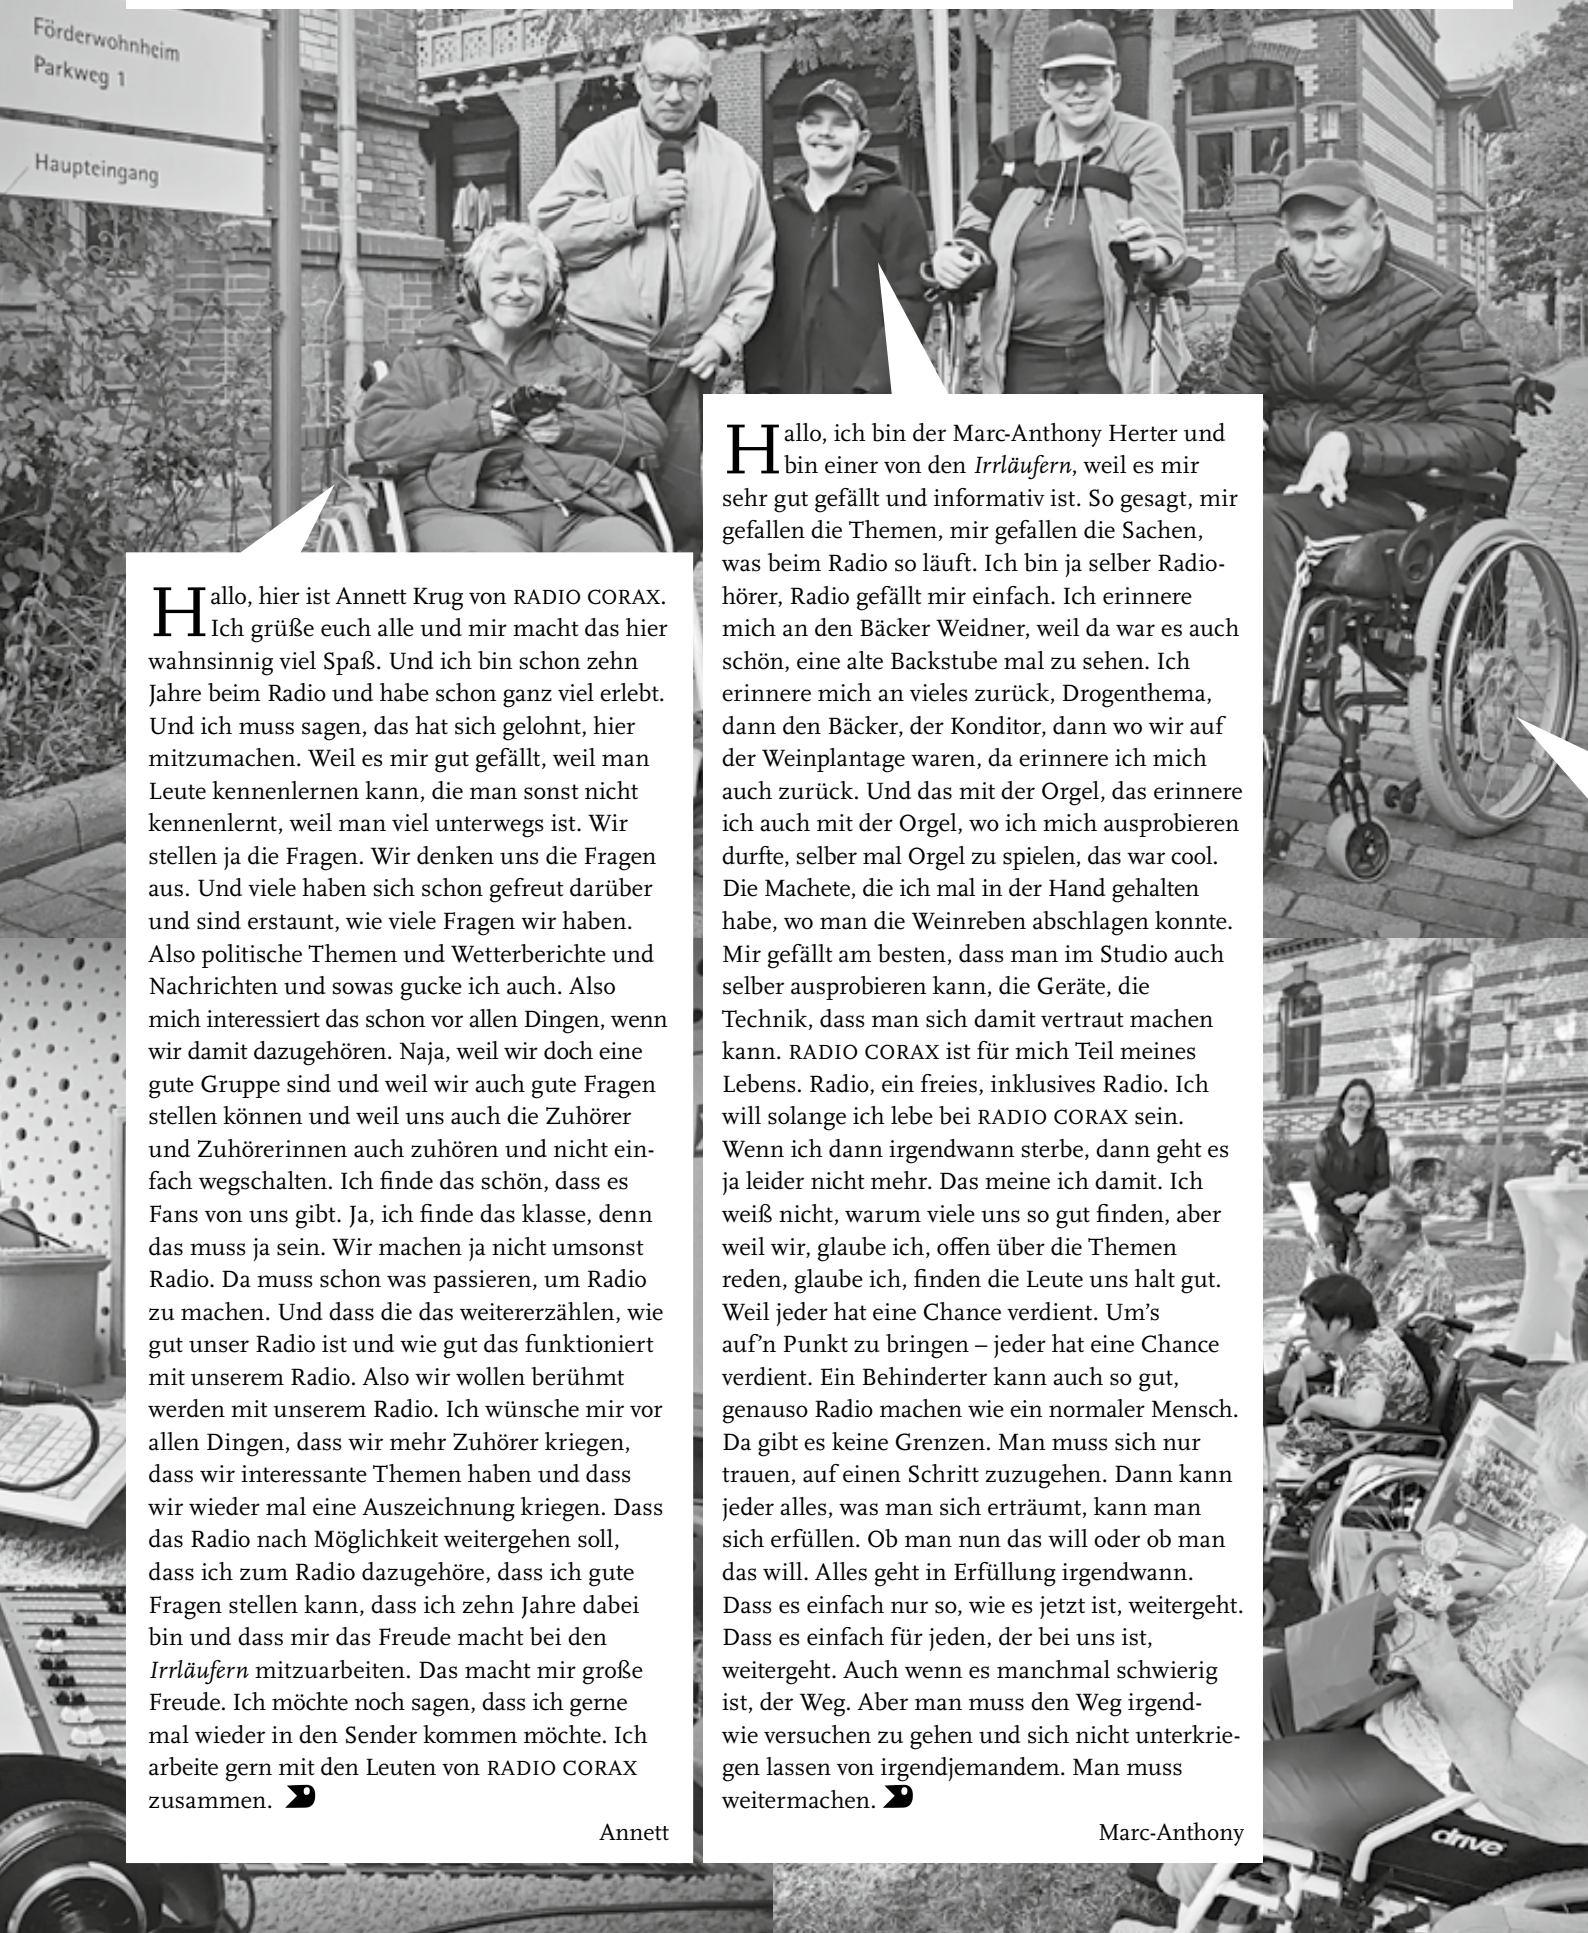 Förderwohnheim
Parkweg 1
Haupteingang
Hallo, hier ist Annett Krug von RADIO CORAX.
Ich grüße euch alle und mir macht das hier
wahnsinnig viel Spaß. Und ich bin schon zehn
Jahre beim Radio und habe schon ganz viel erlebt.
Und ich muss sagen, das hat sich gelohnt, hier
mitzumachen. Weil es mir gut gefällt, weil man
Leute kennenlernen kann, die man sonst nicht
kennenlernt, weil man viel unterwegs ist. Wir
stellen ja die Fragen. Wir denken uns die Fragen
aus. Und viele haben sich schon gefreut darüber
und sind erstaunt, wie viele Fragen wir haben.
Also politische Themen und Wetterberichte und
Nachrichten und sowas gucke ich auch. Also
mich interessiert das schon vor allen Dingen, wenn
wir damit dazugehören. Naja, weil wir doch eine
gute Gruppe sind und weil wir auch gute Fragen
stellen können und weil uns auch die Zuhörer
und Zuhörerinnen auch zuhören und nicht ein-
fach wegschalten. Ich finde das schön, dass es
Fans von uns gibt. Ja, ich finde das klasse, denn
das muss ja sein. Wir machen ja nicht umsonst
Radio. Da muss schon was passieren, um Radio
zu machen. Und dass die das weitererzählen, wie
gut unser Radio ist und wie gut das funktioniert
mit unserem Radio. Also wir wollen berühmt
werden mit unserem Radio. Ich wünsche mir vor
allen Dingen, dass wir mehr Zuhörer kriegen,
dass wir interessante Themen haben und dass
wir wieder mal eine Auszeichnung kriegen. Dass
das Radio nach Möglichkeit weitergehen soll,
dass ich zum Radio dazugehöre, dass ich gute
Fragen stellen kann, dass ich zehn Jahre dabei
bin und dass mir das Freude macht bei den
Irrläufern mitzuarbeiten. Das macht mir große
Freude. Ich möchte noch sagen, dass ich gerne
mal wieder in den Sender kommen möchte. Ich
arbeite gern mit den Leuten von RADIO CORAX
zusammen.
Annett
Hallo, ich bin der Marc-Anthony Herter und
bin einer von den Irrläufern, weil es mir
sehr gut gefällt und informativ ist. So gesagt, mir
gefallen die Themen, mir gefallen die Sachen,
was beim Radio so läuft. Ich bin ja selber Radio-
hörer, Radio gefällt mir einfach. Ich erinnere
mich an den Bäcker Weidner, weil da war es auch
schön, eine alte Backstube mal zu sehen. Ich
erinnere mich an vieles zurück, Drogenthema,
dann den Bäcker, der Konditor, dann wo wir auf
der Weinplantage waren, da erinnere ich mich
auch zurück. Und das mit der Orgel, das erinnere
ich auch mit der Orgel, wo ich mich ausprobieren
durfte, selber mal Orgel zu spielen, das war cool.
Die Machete, die ich mal in der Hand gehalten
habe, wo man die Weinreben abschlagen konnte.
Mir gefällt am besten, dass man im Studio auch
selber ausprobieren kann, die Geräte, die
Technik, dass man sich damit vertraut machen
kann. RADIO CORAX ist für mich Teil meines
Lebens. Radio, ein freies, inklusives Radio. Ich
will solange ich lebe bei RADIO CORAX sein.
Wenn ich dann irgendwann sterbe, dann geht es
ja leider nicht mehr. Das meine ich damit. Ich
weiß nicht, warum viele uns so gut finden, aber
weil wir, glaube ich, offen über die Themen
reden, glaube ich, finden die Leute uns halt gut.
Weil jeder hat eine Chance verdient. Um’s
auf’n Punkt zu bringen – jeder hat eine Chance
verdient. Ein Behinderter kann auch so gut,
genauso Radio machen wie ein normaler Mensch.
Da gibt es keine Grenzen. Man muss sich nur
trauen, auf einen Schritt zuzugehen. Dann kann
jeder alles, was man sich erträumt, kann man
sich erfüllen. Ob man nun das will oder ob man
das will. Alles geht in Erfüllung irgendwann.
Dass es einfach nur so, wie es jetzt ist, weitergeht.
Dass es einfach für jeden, der bei uns ist,
weitergeht. Auch wenn es manchmal schwierig
ist, der Weg. Aber man muss den Weg irgend-
wie versuchen zu gehen und sich nicht unterkrie-
gen lassen von irgendjemandem. Man muss
weitermachen.
Marc-Anthony
drive